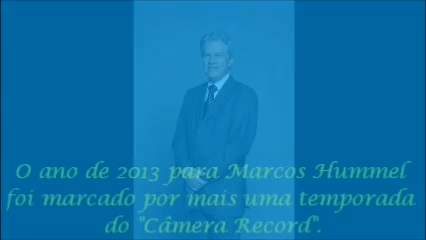 O ano de 2013 para Marcos Hummel
foi marcado por mais uma temporada
do "Câmera Record".